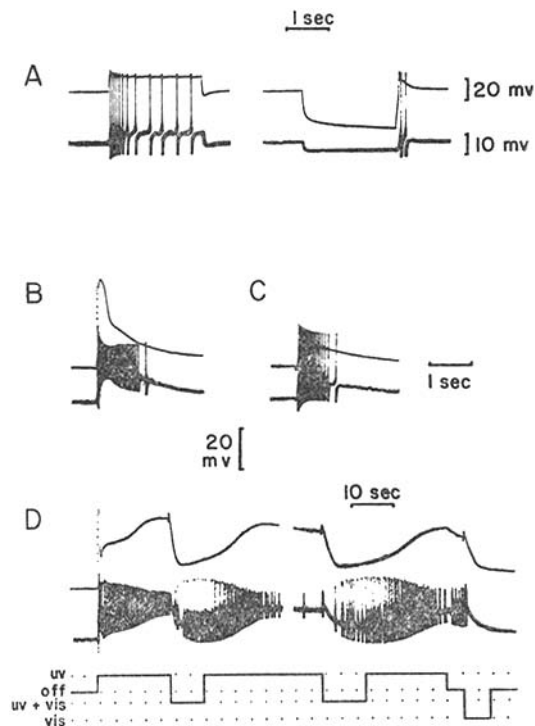 1 sec
A
20 mv
10 mv
B
C
1 sec
20
mv
10 sec
D
uv
off
uv + vis
vis